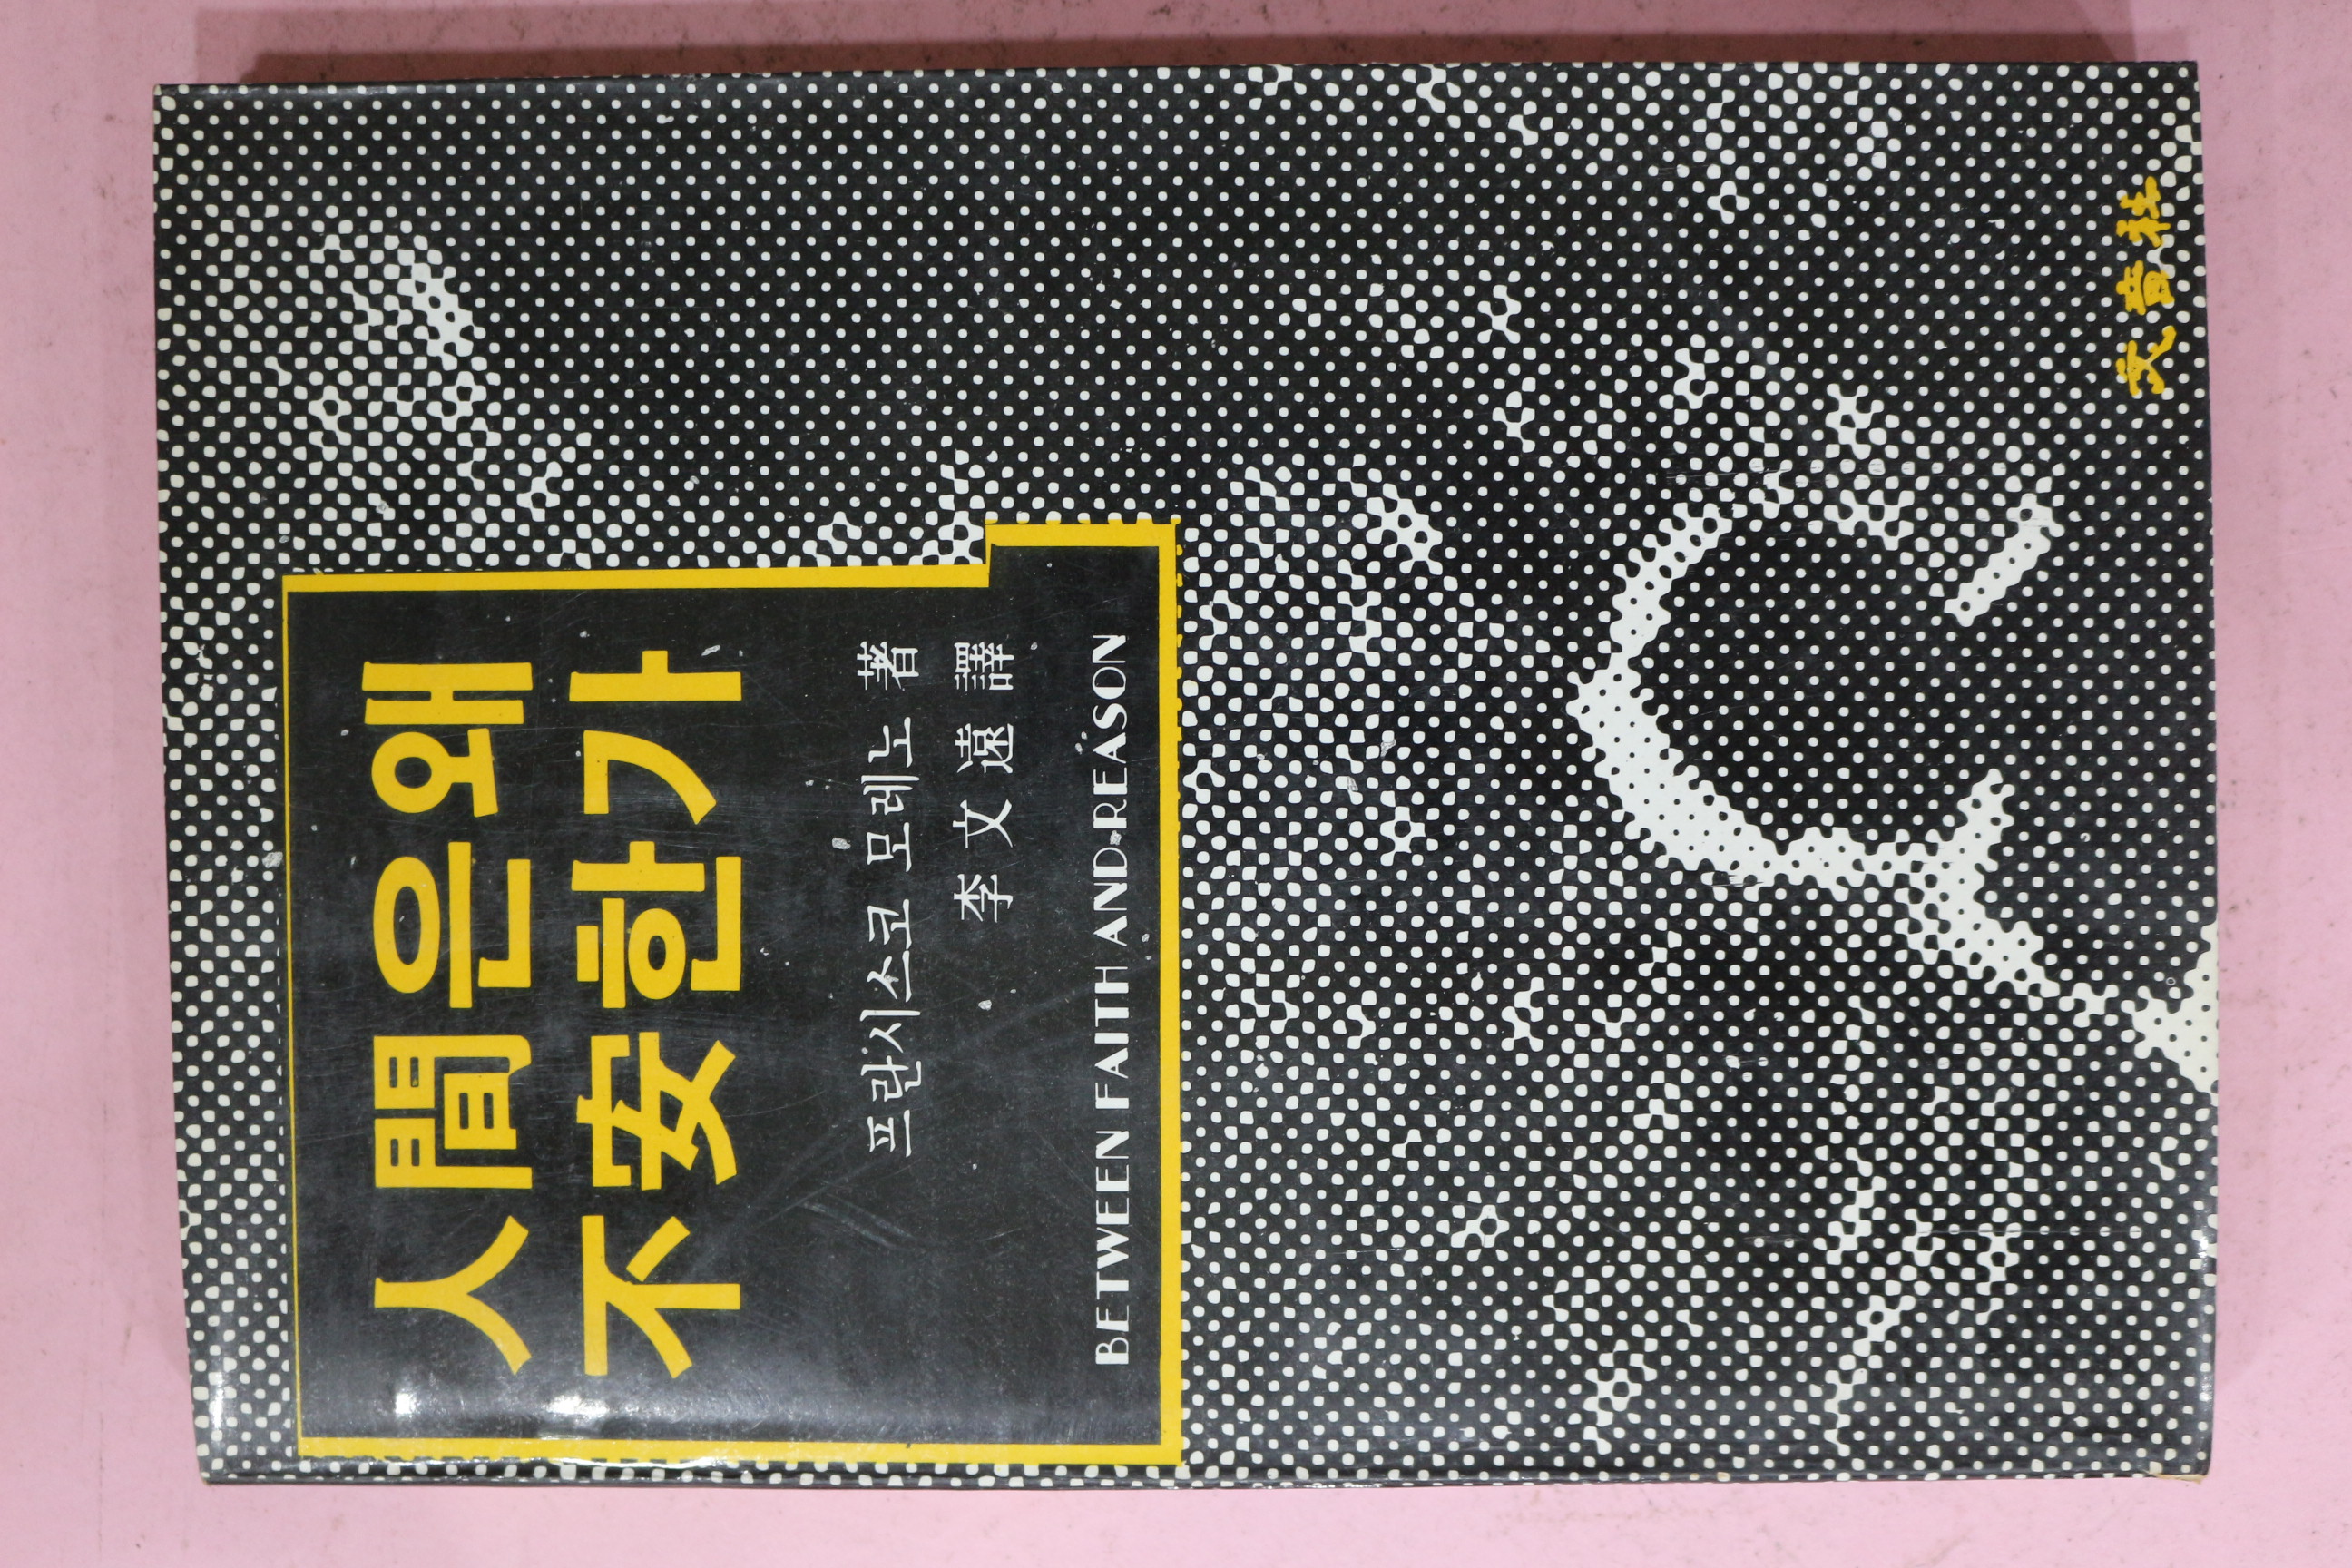 人間은 왜
不安한가
프란시스코 모레노 著
李文遠 譯
BETWEEN FAITH AND REASON
文音社